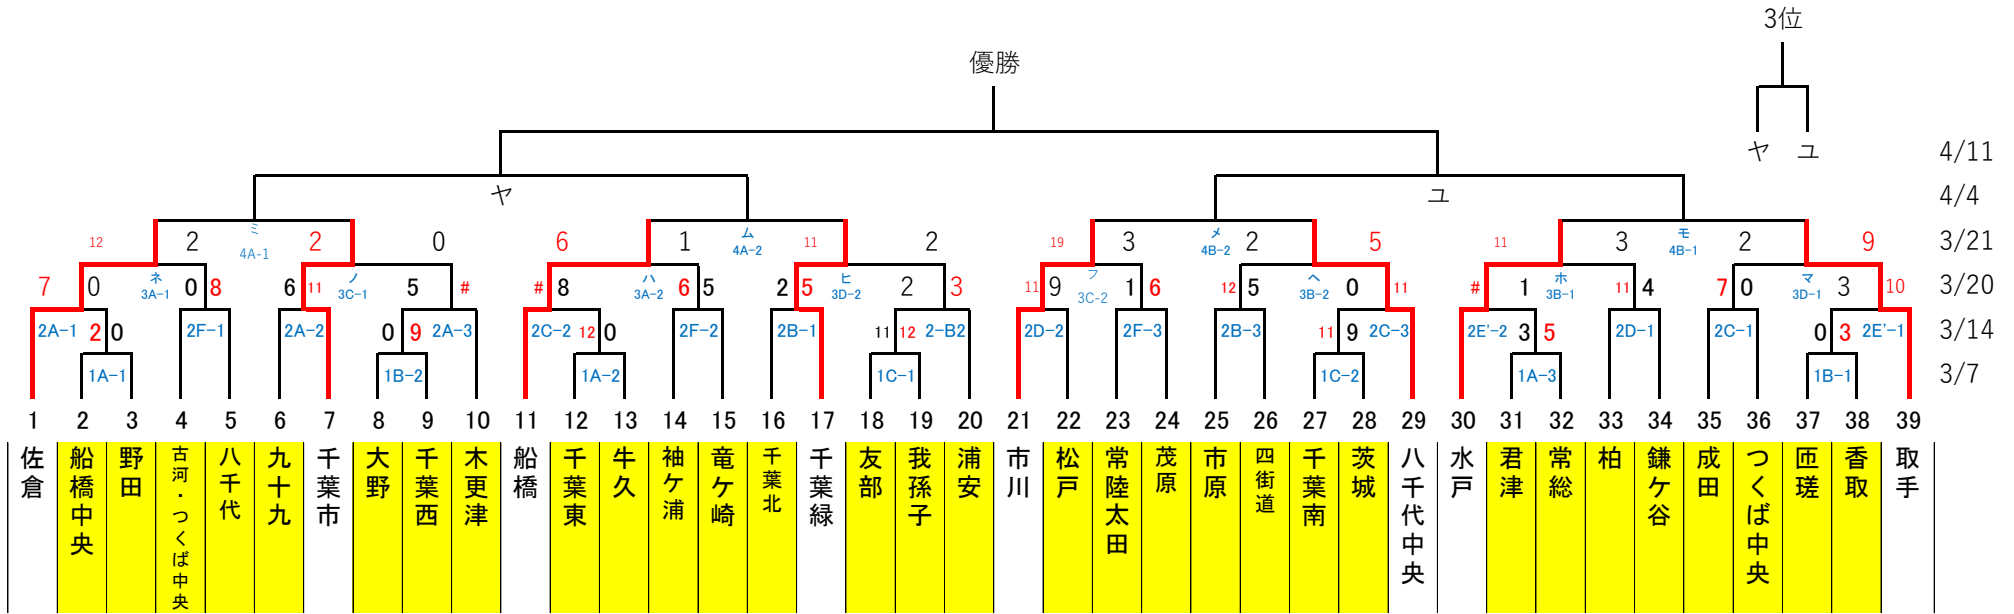 3位
優勝
ヤ ユ 4/11
ヤ ユ 4/4
12 2 ミ 2 0 6 1 ム 11 2 19 3 メ 2 5 11 3 モ 2 9 3/21
4A-1 4A-2 4B-2 4B-1
7 0 ネ 0 8 6 11 ノ 5 # # 8 ハ 6 5 2 5 ヒ 2 3 11 9 フ 1 6 12 5 ヘ 0 11 # 1 ホ 11 4 7 0 マ 3 10 3/20
3A-1 3C-1 3A-2 3D-2 3C-2 3B-2 3B-1 3D-1
2A-1 2 0 2F-1 2A-2 0 9 2A-3 2C-2 12 0 2F-2 2B-1 11 12 2-B2 2D-2 2F-3 2B-3 11 9 2C-3 2E'-2 3 5 2D-1 2C-1 0 3 2E'-1 3/14
1A-1 1B-2 1A-2 1C-1 1C-2 1A-3 1B-1 3/7
1 2 3 4 5 6 7 8 9 10 11 12 13 14 15 16 17 18 19 20 21 22 23 24 25 26 27 28 29 30 31 32 33 34 35 36 37 38 39
佐倉
船橋中央
野田
古河・つくば中央
八千代
九十九
千葉市
大野
千葉西
木更津
船橋
千葉東
牛久
袖ケ浦
竜ケ崎
千葉北
千葉緑
友部
我孫子
浦安
市川
松戸
常陸太田
茂原
市原
四街道
千葉南
茨城
八千代中央
水戸
君津
常総
柏
鎌ケ谷
成田
つくば中央
匝瑳
香取
取手